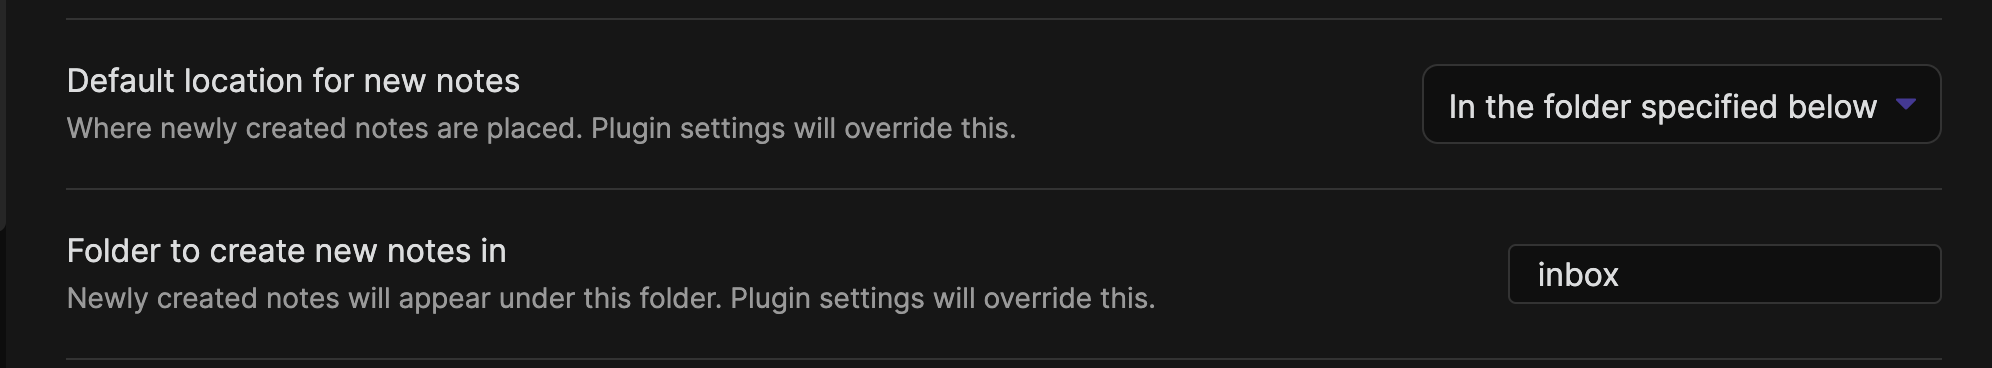 Default location for new notes
Where newly created notes are placed. Plugin settings will override this.
In the folder specified below
Folder to create new notes in
Newly created notes will appear under this folder. Plugin settings will override this.
inbox